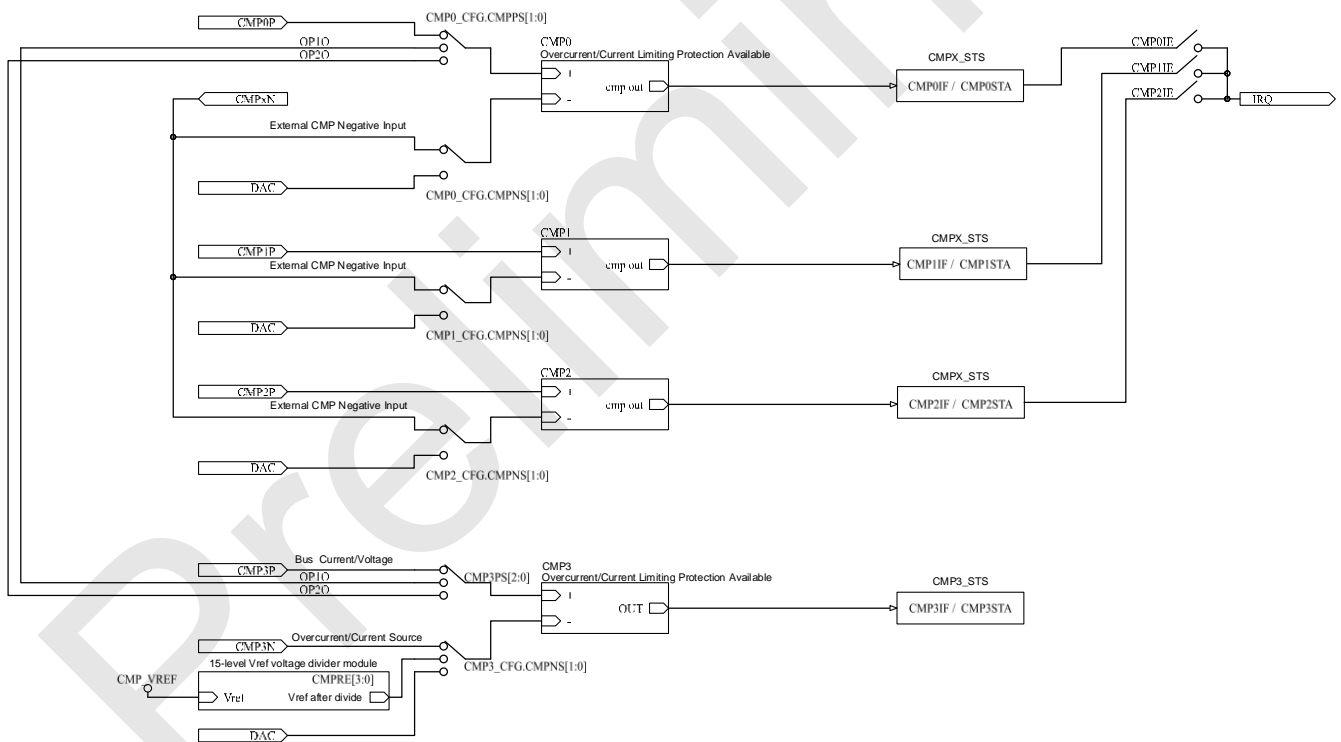 CMP0P
CMP0_CFG.CMPPS[1:0]
OP1O
OP2O
CMP0
Overcurrent/Current Limiting Protection Available
+
-
cmp out
CMPX_STS
CMP0IF / CMP0STA
CMP0IE
CMP1IE
CMP2IE
IRQ
CMPxN
External CMP Negative Input
DAC
CMP0_CFG.CMPNS[1:0]
CMP1P
CMP1
+
-
cmp out
CMPX_STS
CMP1IF / CMP1STA
External CMP Negative Input
DAC
CMP1_CFG.CMPNS[1:0]
CMP2P
CMP2
+
-
cmp out
CMPX_STS
CMP2IF / CMP2STA
External CMP Negative Input
DAC
CMP2_CFG.CMPNS[1:0]
CMP3P
Bus Current/Voltage
OP1O
OP2O
CMP3PS[2:0]
CMP3
Overcurrent/Current Limiting Protection Available
+
-
OUT
CMP3_STS
CMP3IF / CMP3STA
CMP3N
Overcurrent/Current Source
CMP3_CFG.CMPNS[1:0]
15-level Vref voltage divider module
CMP_VREF
CMPRE[3:0]
Vref
Vref after divide
DAC
Prelimin